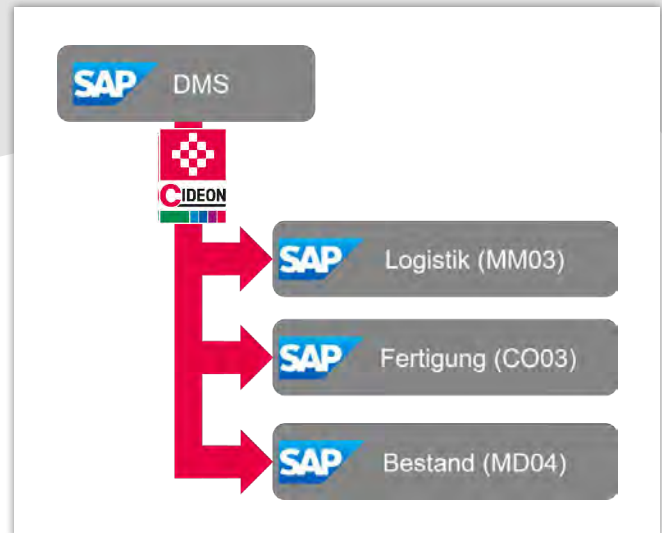 SAP DMS
CIDEON
SAP Logistik (MM03)
SAP Fertigung (CO03)
SAP Bestand (MD04)